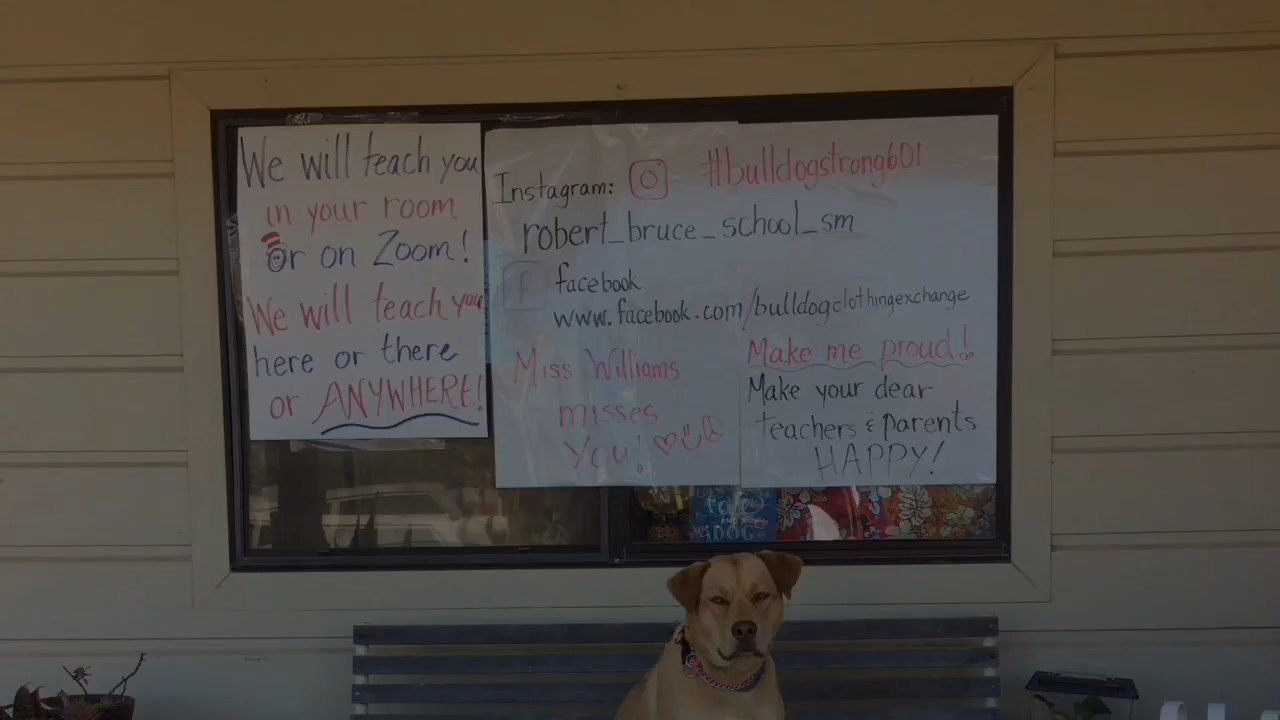 We will teach you
in your room
or on Zoom!
We will teach you
here or there
or ANYWHERE!
Instagram: #bulldogstrong601
robert_bruce_school_sm
f facebook
www.facebook.com/bulldogclothingexchange
Miss Williams
misses
You!
Make me proud!
Make your dear
teachers & parents
HAPPY!
DOG